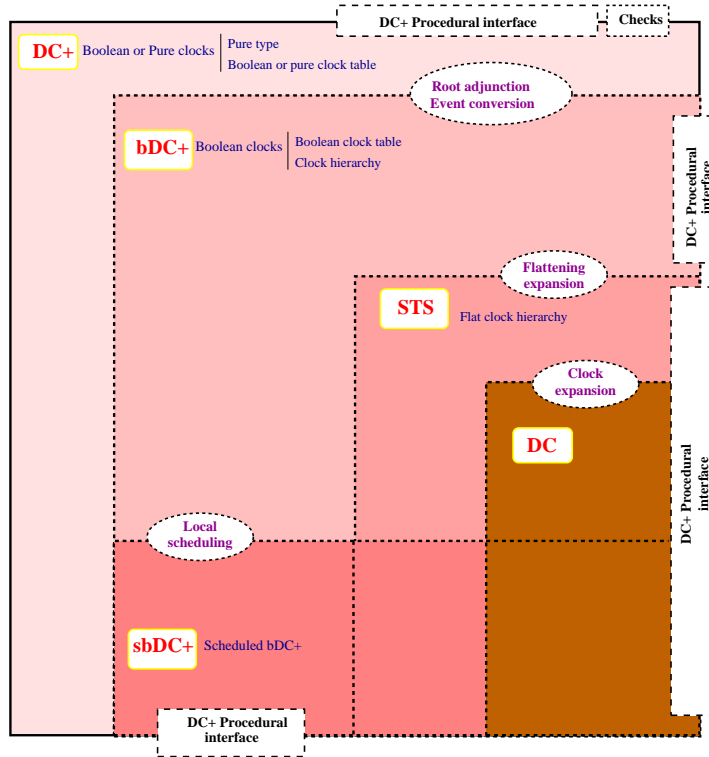 DC+ Procedural interface
Checks
DC+
Boolean or Pure clocks
Pure type
Boolean or pure clock table
Root adjunction
Event conversion
bDC+
Boolean clocks
Boolean clock table
Clock hierarchy
DC+ Procedural
interface
Flattening
expansion
STS
Flat clock hierarchy
Clock
expansion
DC
DC+ Procedural
interface
Local
scheduling
sbDC+
Scheduled bDC+
DC+ Procedural
interface